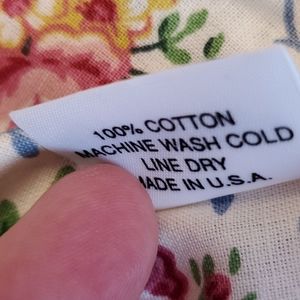 100% COTTON
MACHINE WASH COLD
LINE DRY
MADE IN U.S.A.